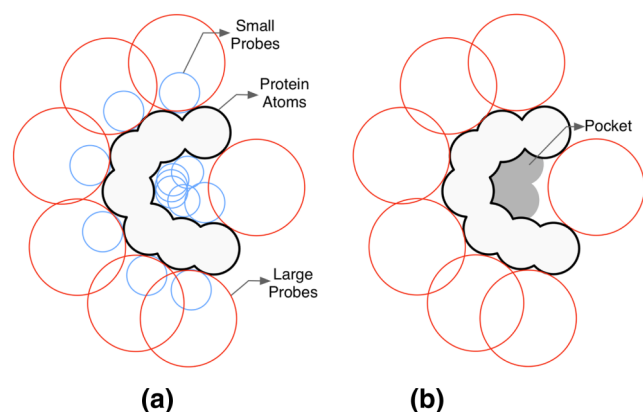 Small
Probes
Protein
Atoms
Pocket
Large
Probes
(a)
(b)